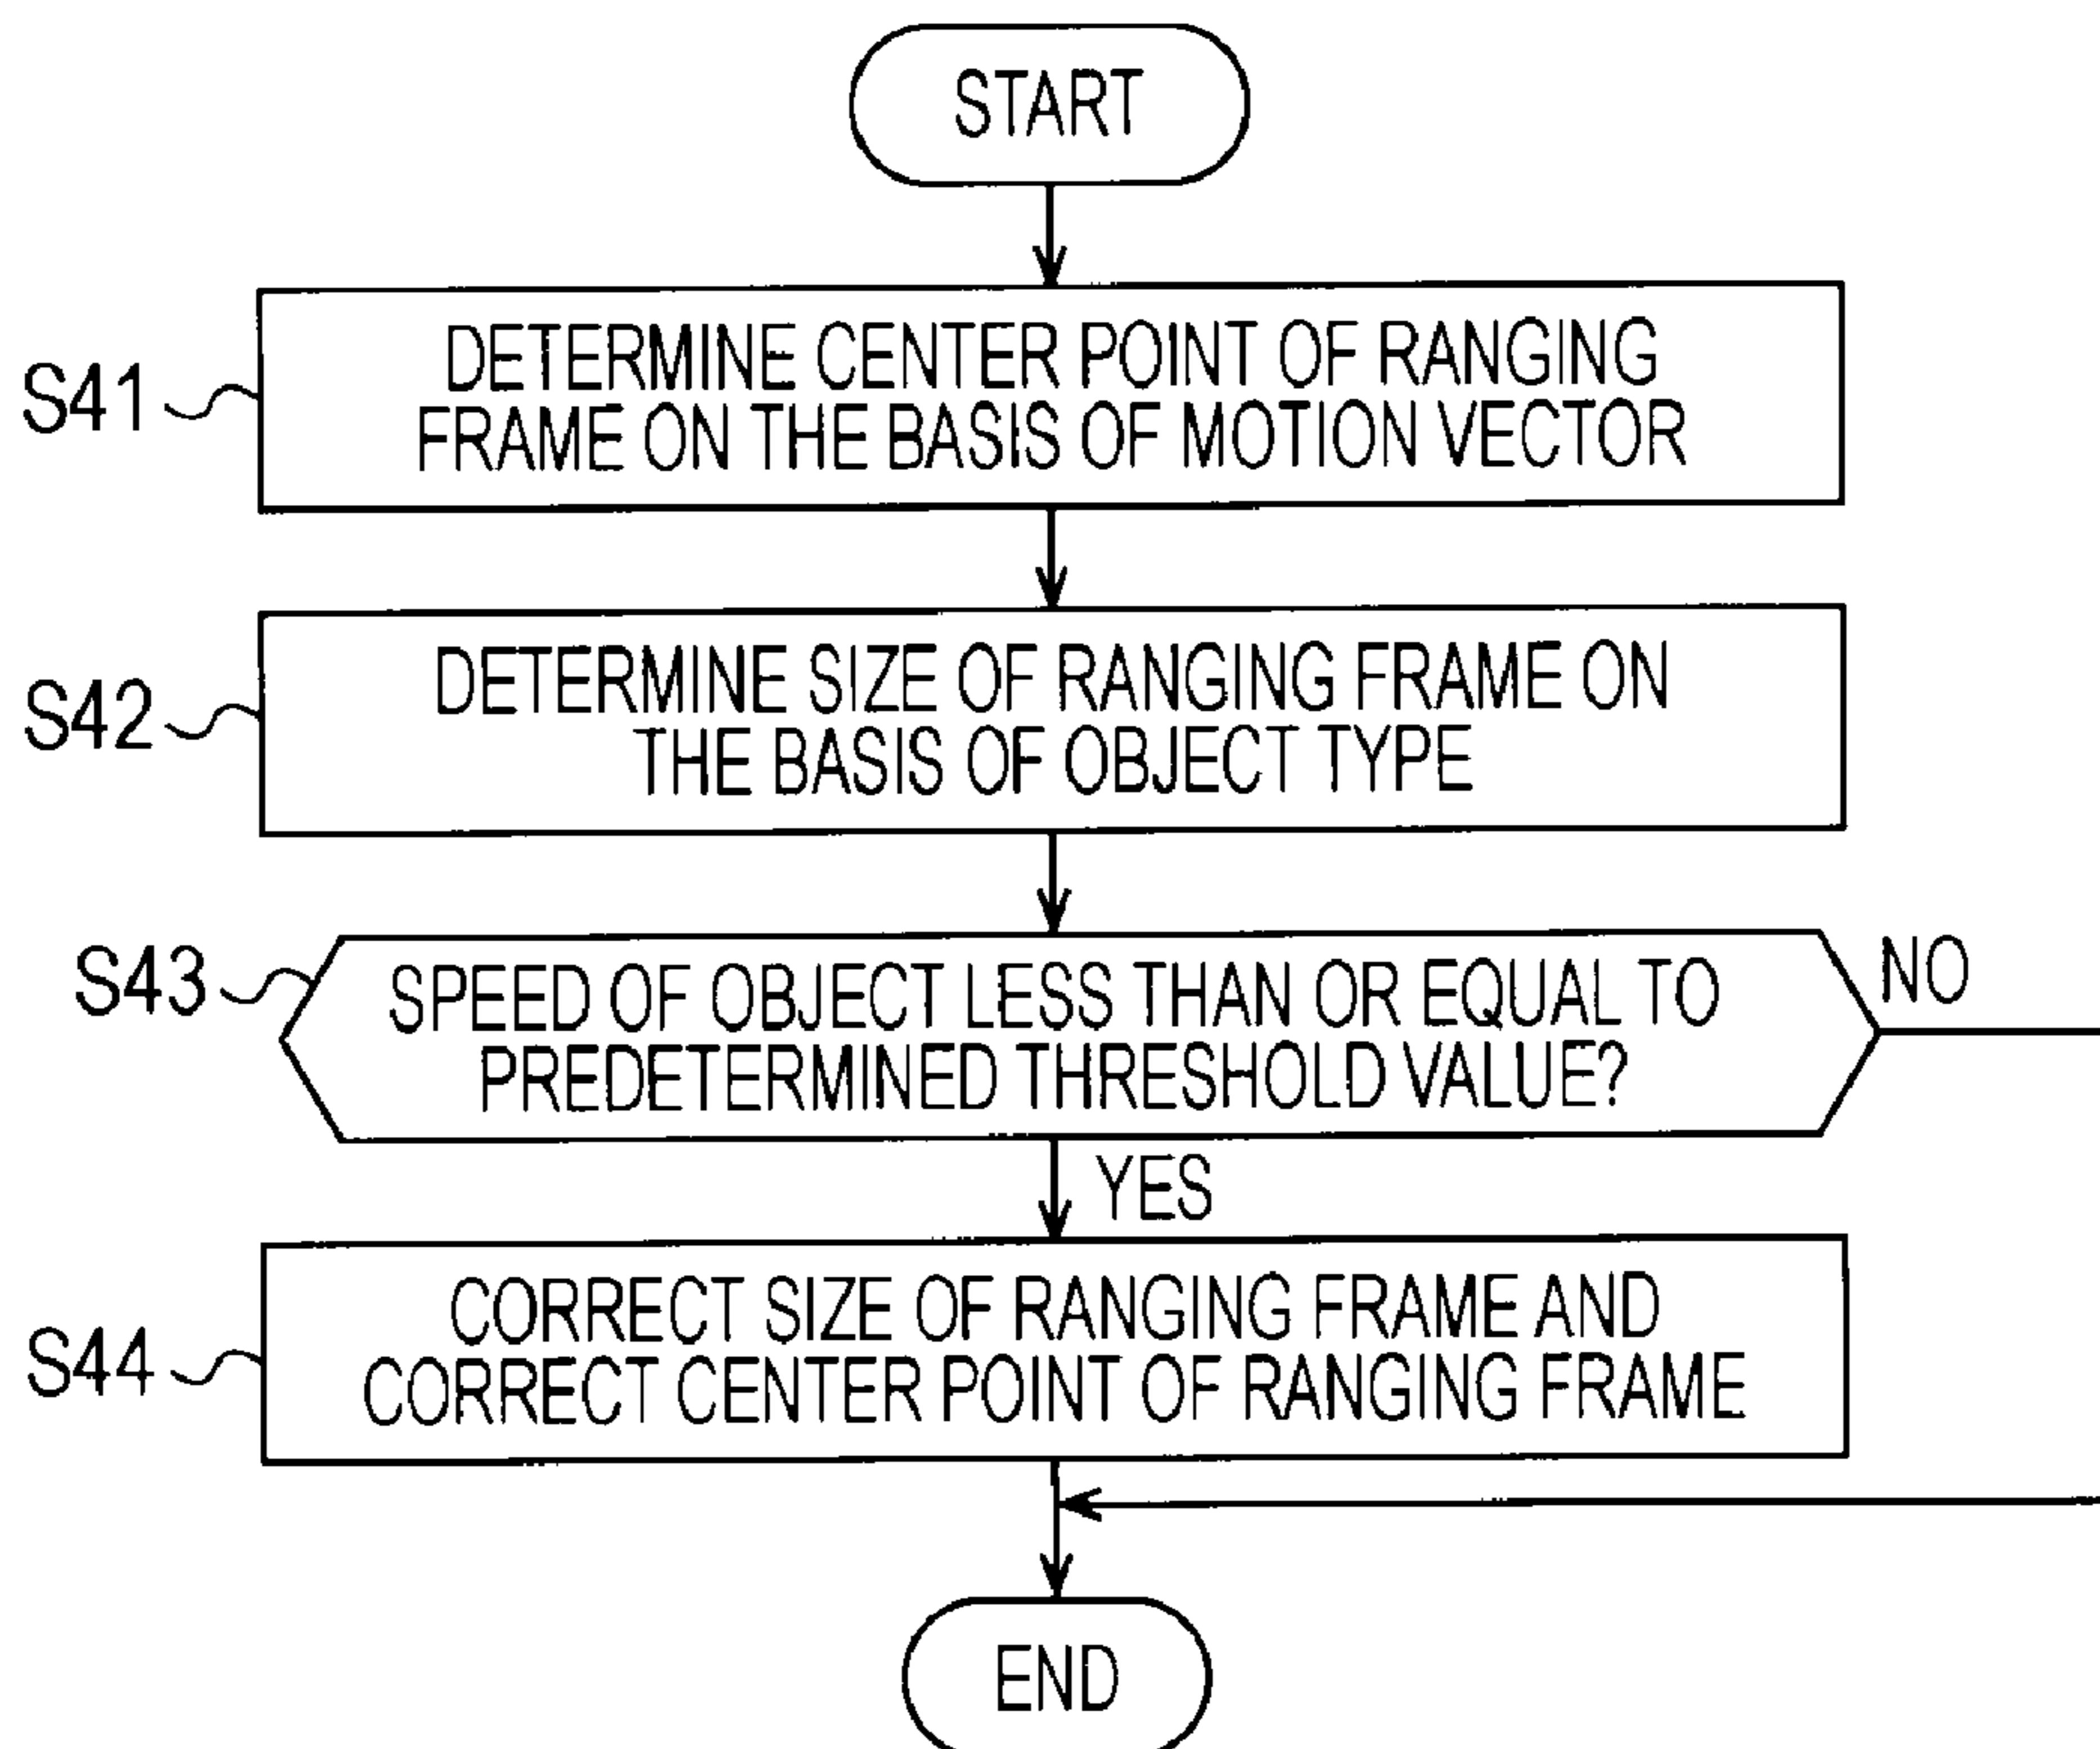 START
S41
DETERMINE CENTER POINT OF RANGING
FRAME ON THE BASIS OF MOTION VECTOR
S42
DETERMINE SIZE OF RANGING FRAME ON
THE BASIS OF OBJECT TYPE
S43
SPEED OF OBJECT LESS THAN OR EQUAL TO
PREDETERMINED THRESHOLD VALUE?
NO
YES
S44
CORRECT SIZE OF RANGING FRAME AND
CORRECT CENTER POINT OF RANGING FRAME
END